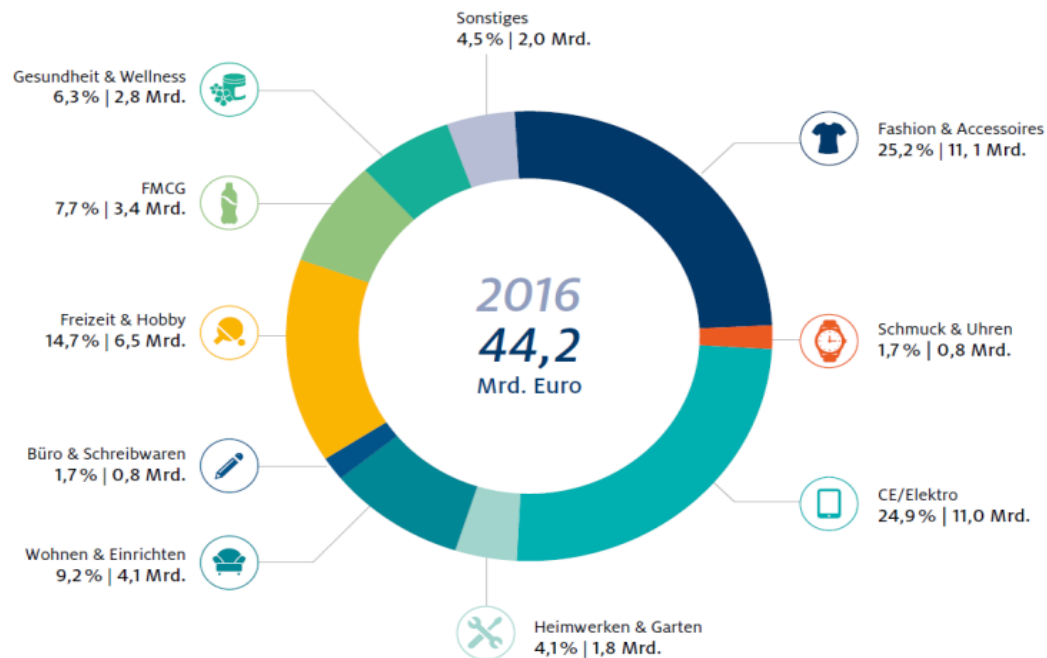 Sonstiges
4,5% | 2,0 Mrd.
Gesundheit & Wellness
6,3% | 2,8 Mrd.
Fashion & Accessoires
25,2% | 11, 1 Mrd.
FMCG
7,7% | 3,4 Mrd.
2016
44,2
Mrd. Euro
Freizeit & Hobby
14,7% | 6,5 Mrd.
Schmuck & Uhren
1,7% | 0,8 Mrd.
Büro & Schreibwaren
1,7% | 0,8 Mrd.
CE/Elektro
24,9% | 11,0 Mrd.
Wohnen & Einrichten
9,2% | 4,1 Mrd.
Heimwerken & Garten
4,1% | 1,8 Mrd.